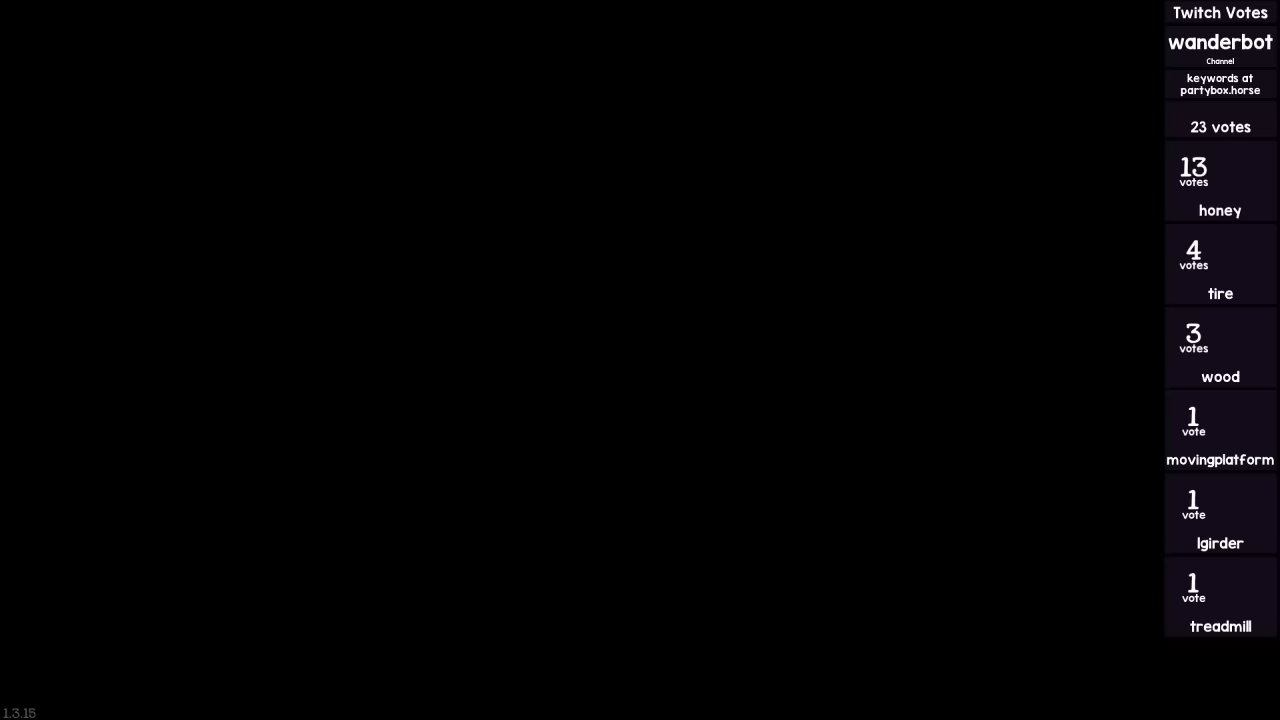 Twitch Votes
wanderbot
Channel
keywords at
partybox.horse
23 votes
13
votes
honey
4
votes
tire
3
votes
wood
1
vote
movingplatform
1
vote
lgirder
1
vote
treadmill
1.3.15